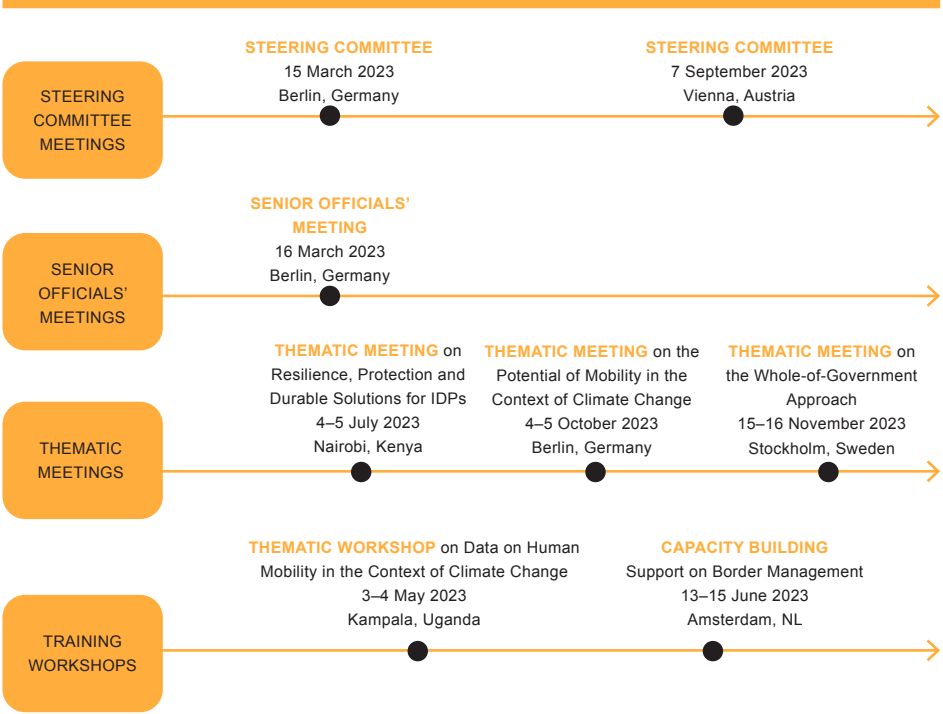 STEERING
COMMITTEE
MEETINGS
STEERING COMMITTEE
15 March 2023
Berlin, Germany
STEERING COMMITTEE
7 September 2023
Vienna, Austria
SENIOR
OFFICIALS’
MEETINGS
SENIOR OFFICIALS’
MEETING
16 March 2023
Berlin, Germany
THEMATIC
MEETINGS
THEMATIC MEETING on
Resilience, Protection and
Durable Solutions for IDPs
4–5 July 2023
Nairobi, Kenya
THEMATIC MEETING on the
Potential of Mobility in the
Context of Climate Change
4–5 October 2023
Berlin, Germany
THEMATIC MEETING on
the Whole-of-Government
Approach
15–16 November 2023
Stockholm, Sweden
TRAINING
WORKSHOPS
THEMATIC WORKSHOP on Data on Human
Mobility in the Context of Climate Change
3–4 May 2023
Kampala, Uganda
CAPACITY BUILDING
Support on Border Management
13–15 June 2023
Amsterdam, NL